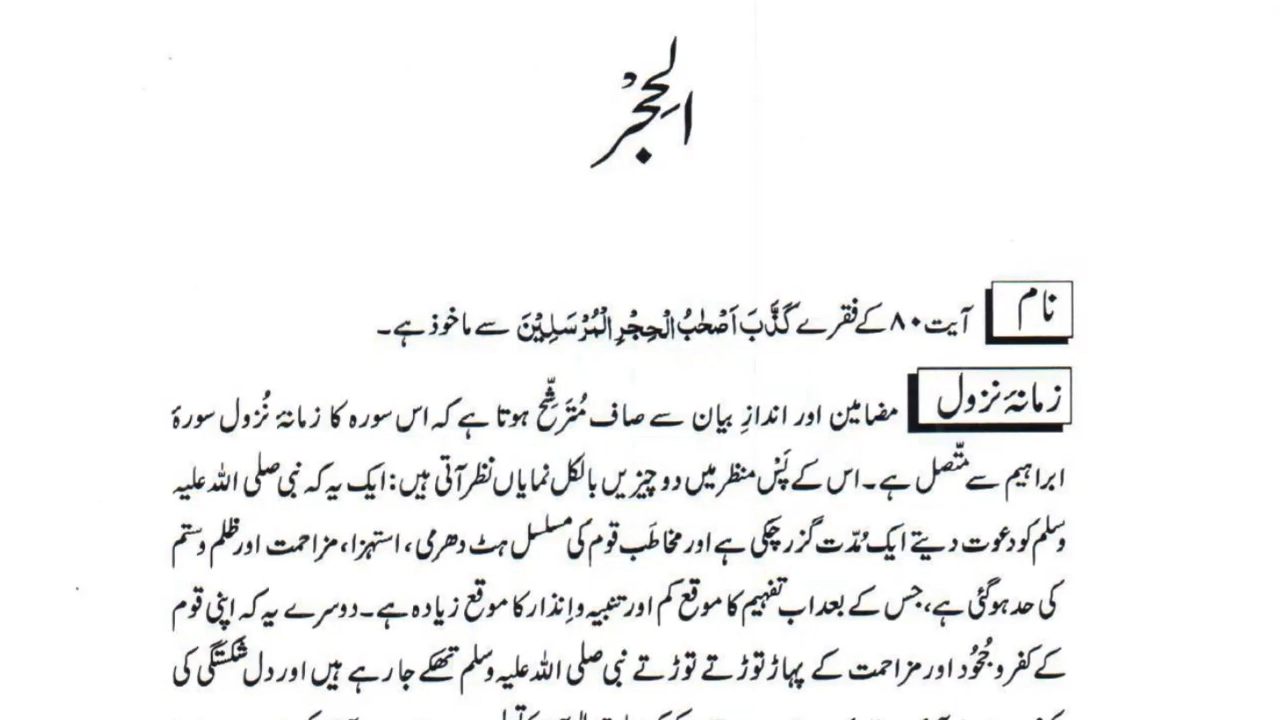 الحِجْر
نام
آیت ۸۰ کے فقرے كَذَّبَ اَصْحٰبُ الْحِجْرِ الْمُرْسَلِیْنَ سے ماخوذ ہے۔
زمانۂ نزول
مضامین اور اندازِ بیان سے صاف مُترَشِّح ہوتا ہے کہ اس سورہ کا زمانۂ نُزول سورۂ
ابراہیم سے متّصل ہے۔ اس کے پَس منظر میں دو چیزیں بالکل نمایاں نظر آتی ہیں: ایک یہ کہ نبی صلی اللہ علیہ
وسلم کو دعوت دیتے ایک مُدّت گزر چکی ہے اور مخاطَب قوم کی مسلسل ہٹ دھرمی، استہزا، مزاحمت اور ظلم و ستم
کی حد ہوگئی ہے، جس کے بعد اب تفہیم کا موقع کم اور تنبیہ و اِنذار کا موقع زیادہ ہے۔ دوسرے یہ کہ اپنی قوم
کے کفر و جُحُود اور مزاحمت کے پہاڑ توڑتے توڑتے نبی صلی اللہ علیہ وسلم تھکے جا رہے ہیں اور دل شکستگی کی